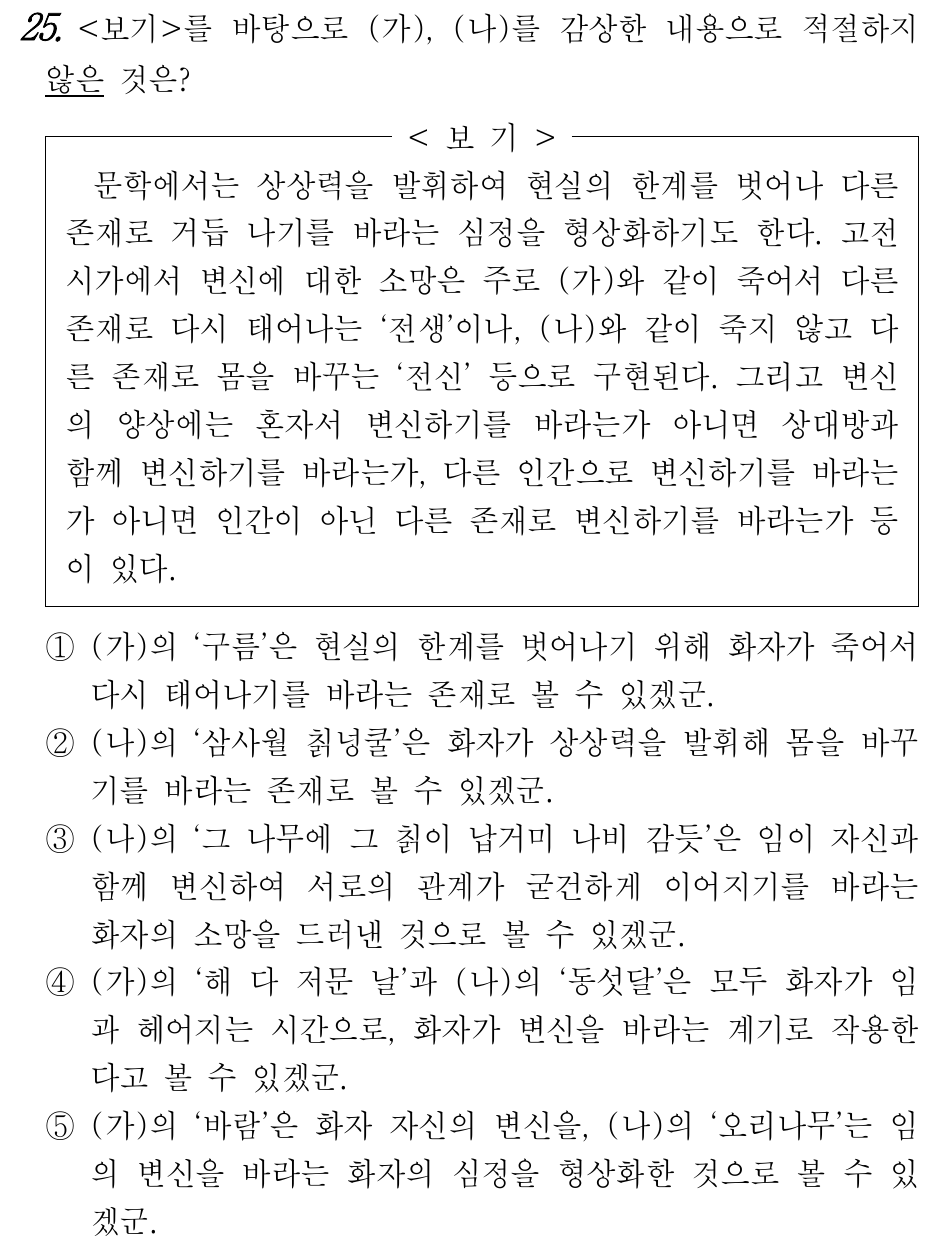 25. <보기>를 바탕으로 (가), (나)를 감상한 내용으로 적절하지
않은 것은?
< 보 기 >
문학에서는 상상력을 발휘하여 현실의 한계를 벗어나 다른
존재로 거듭 나기를 바라는 심정을 형상화하기도 한다. 고전
시가에서 변신에 대한 소망은 주로 (가)와 같이 죽어서 다른
존재로 다시 태어나는 ‘전생’이나, (나)와 같이 죽지 않고 다
른 존재로 몸을 바꾸는 ‘전신’ 등으로 구현된다. 그리고 변신
의 양상에는 혼자서 변신하기를 바라는가 아니면 상대방과
함께 변신하기를 바라는가, 다른 인간으로 변신하기를 바라는
가 아니면 인간이 아닌 다른 존재로 변신하기를 바라는가 등
이 있다.
① (가)의 ‘구름’은 현실의 한계를 벗어나기 위해 화자가 죽어서
다시 태어나기를 바라는 존재로 볼 수 있겠군.
② (나)의 ‘삼사월 칡넝쿨’은 화자가 상상력을 발휘해 몸을 바꾸
기를 바라는 존재로 볼 수 있겠군.
③ (나)의 ‘그 나무에 그 칡이 납거미 나비 감듯’은 임이 자신과
함께 변신하여 서로의 관계가 굳건하게 이어지기를 바라는
화자의 소망을 드러낸 것으로 볼 수 있겠군.
④ (가)의 ‘해 다 저문 날’과 (나)의 ‘동섯달’은 모두 화자가 임
과 헤어지는 시간으로, 화자가 변신을 바라는 계기로 작용한
다고 볼 수 있겠군.
⑤ (가)의 ‘바람’은 화자 자신의 변신을, (나)의 ‘오리나무’는 임
의 변신을 바라는 화자의 심정을 형상화한 것으로 볼 수 있
겠군.